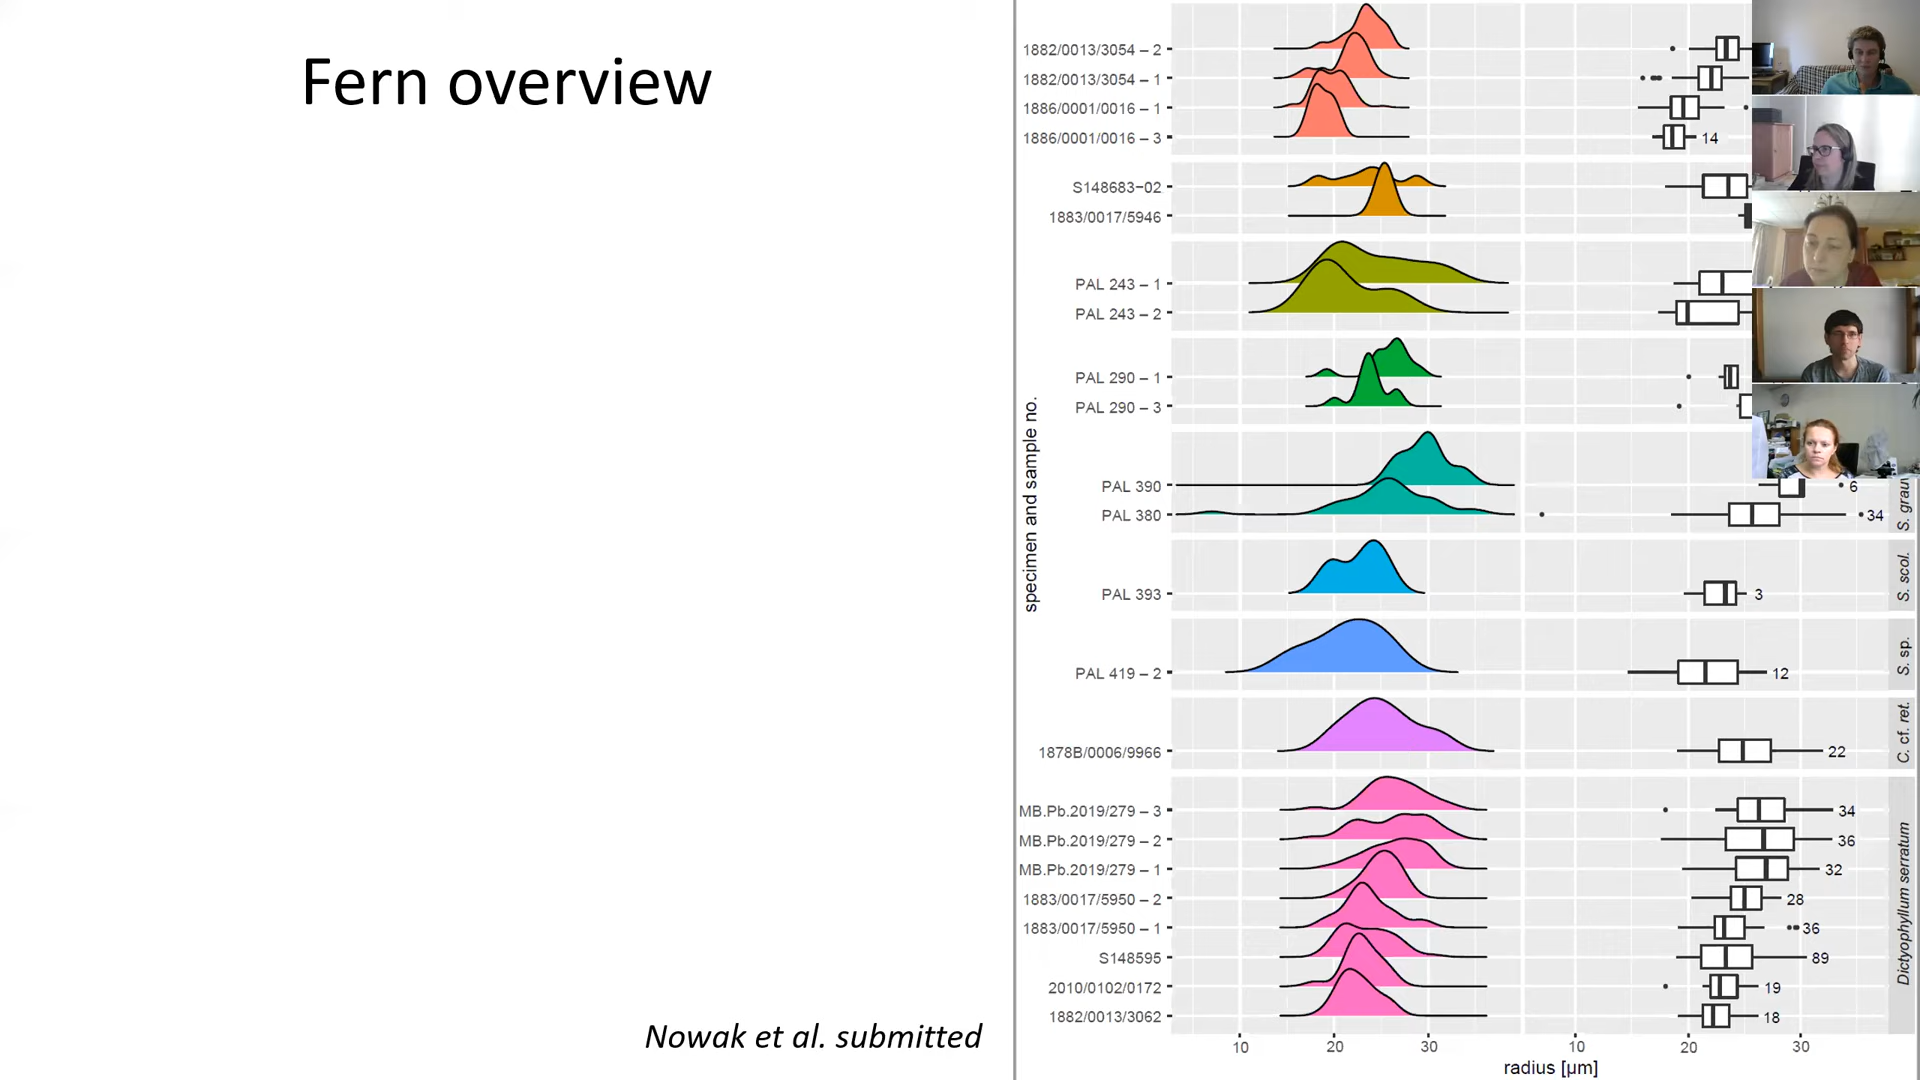 Fern overview
Nowak et al. submitted
specimen and sample no.
1882/0013/3054 – 2
1882/0013/3054 – 1
1886/0001/0016 – 1
1886/0001/0016 – 3
14
S148683−02
1883/0017/5946
PAL 243 – 1
PAL 243 – 2
PAL 290 – 1
PAL 290 – 3
PAL 390
6
PAL 380
34
S. grau
PAL 393
3
S. scol.
PAL 419 – 2
12
S. sp.
1878B/0006/9966
22
C. cf. ret.
MB.Pb.2019/279 – 3
34
MB.Pb.2019/279 – 2
36
MB.Pb.2019/279 – 1
32
1883/0017/5950 – 2
28
1883/0017/5950 – 1
36
S148595
89
2010/0102/0172
19
1882/0013/3062
18
Dictyophyllum serratum
10 20 30 10 20 30
radius [µm]